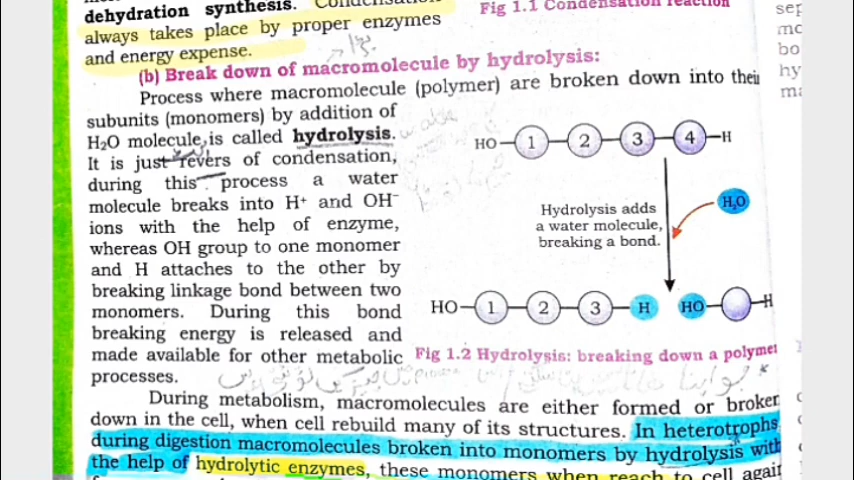 dehydration synthesis.
Fig 1.1 Condensation reaction
always takes place by proper enzymes
and energy expense.
(b) Break down of macromolecule by hydrolysis:
Process where macromolecule (polymer) are broken down into their
subunits (monomers) by addition of
H₂O molecule, is called hydrolysis.
It is just revers of condensation,
during this process a water
molecule breaks into H⁺ and OH⁻
ions with the help of enzyme,
whereas OH group to one monomer
and H attaches to the other by
breaking linkage bond between two
monomers. During this bond
breaking energy is released and
made available for other metabolic
processes.
HO 1 2 3 4 H
H₂O
Hydrolysis adds
a water molecule,
breaking a bond.
HO 1 2 3 H HO H
Fig 1.2 Hydrolysis: breaking down a polymer
During metabolism, macromolecules are either formed or broken
down in the cell, when cell rebuild many of its structures. In heterotrophs
during digestion macromolecules broken into monomers by hydrolysis with
the help of hydrolytic enzymes, these monomers when reach to cell again